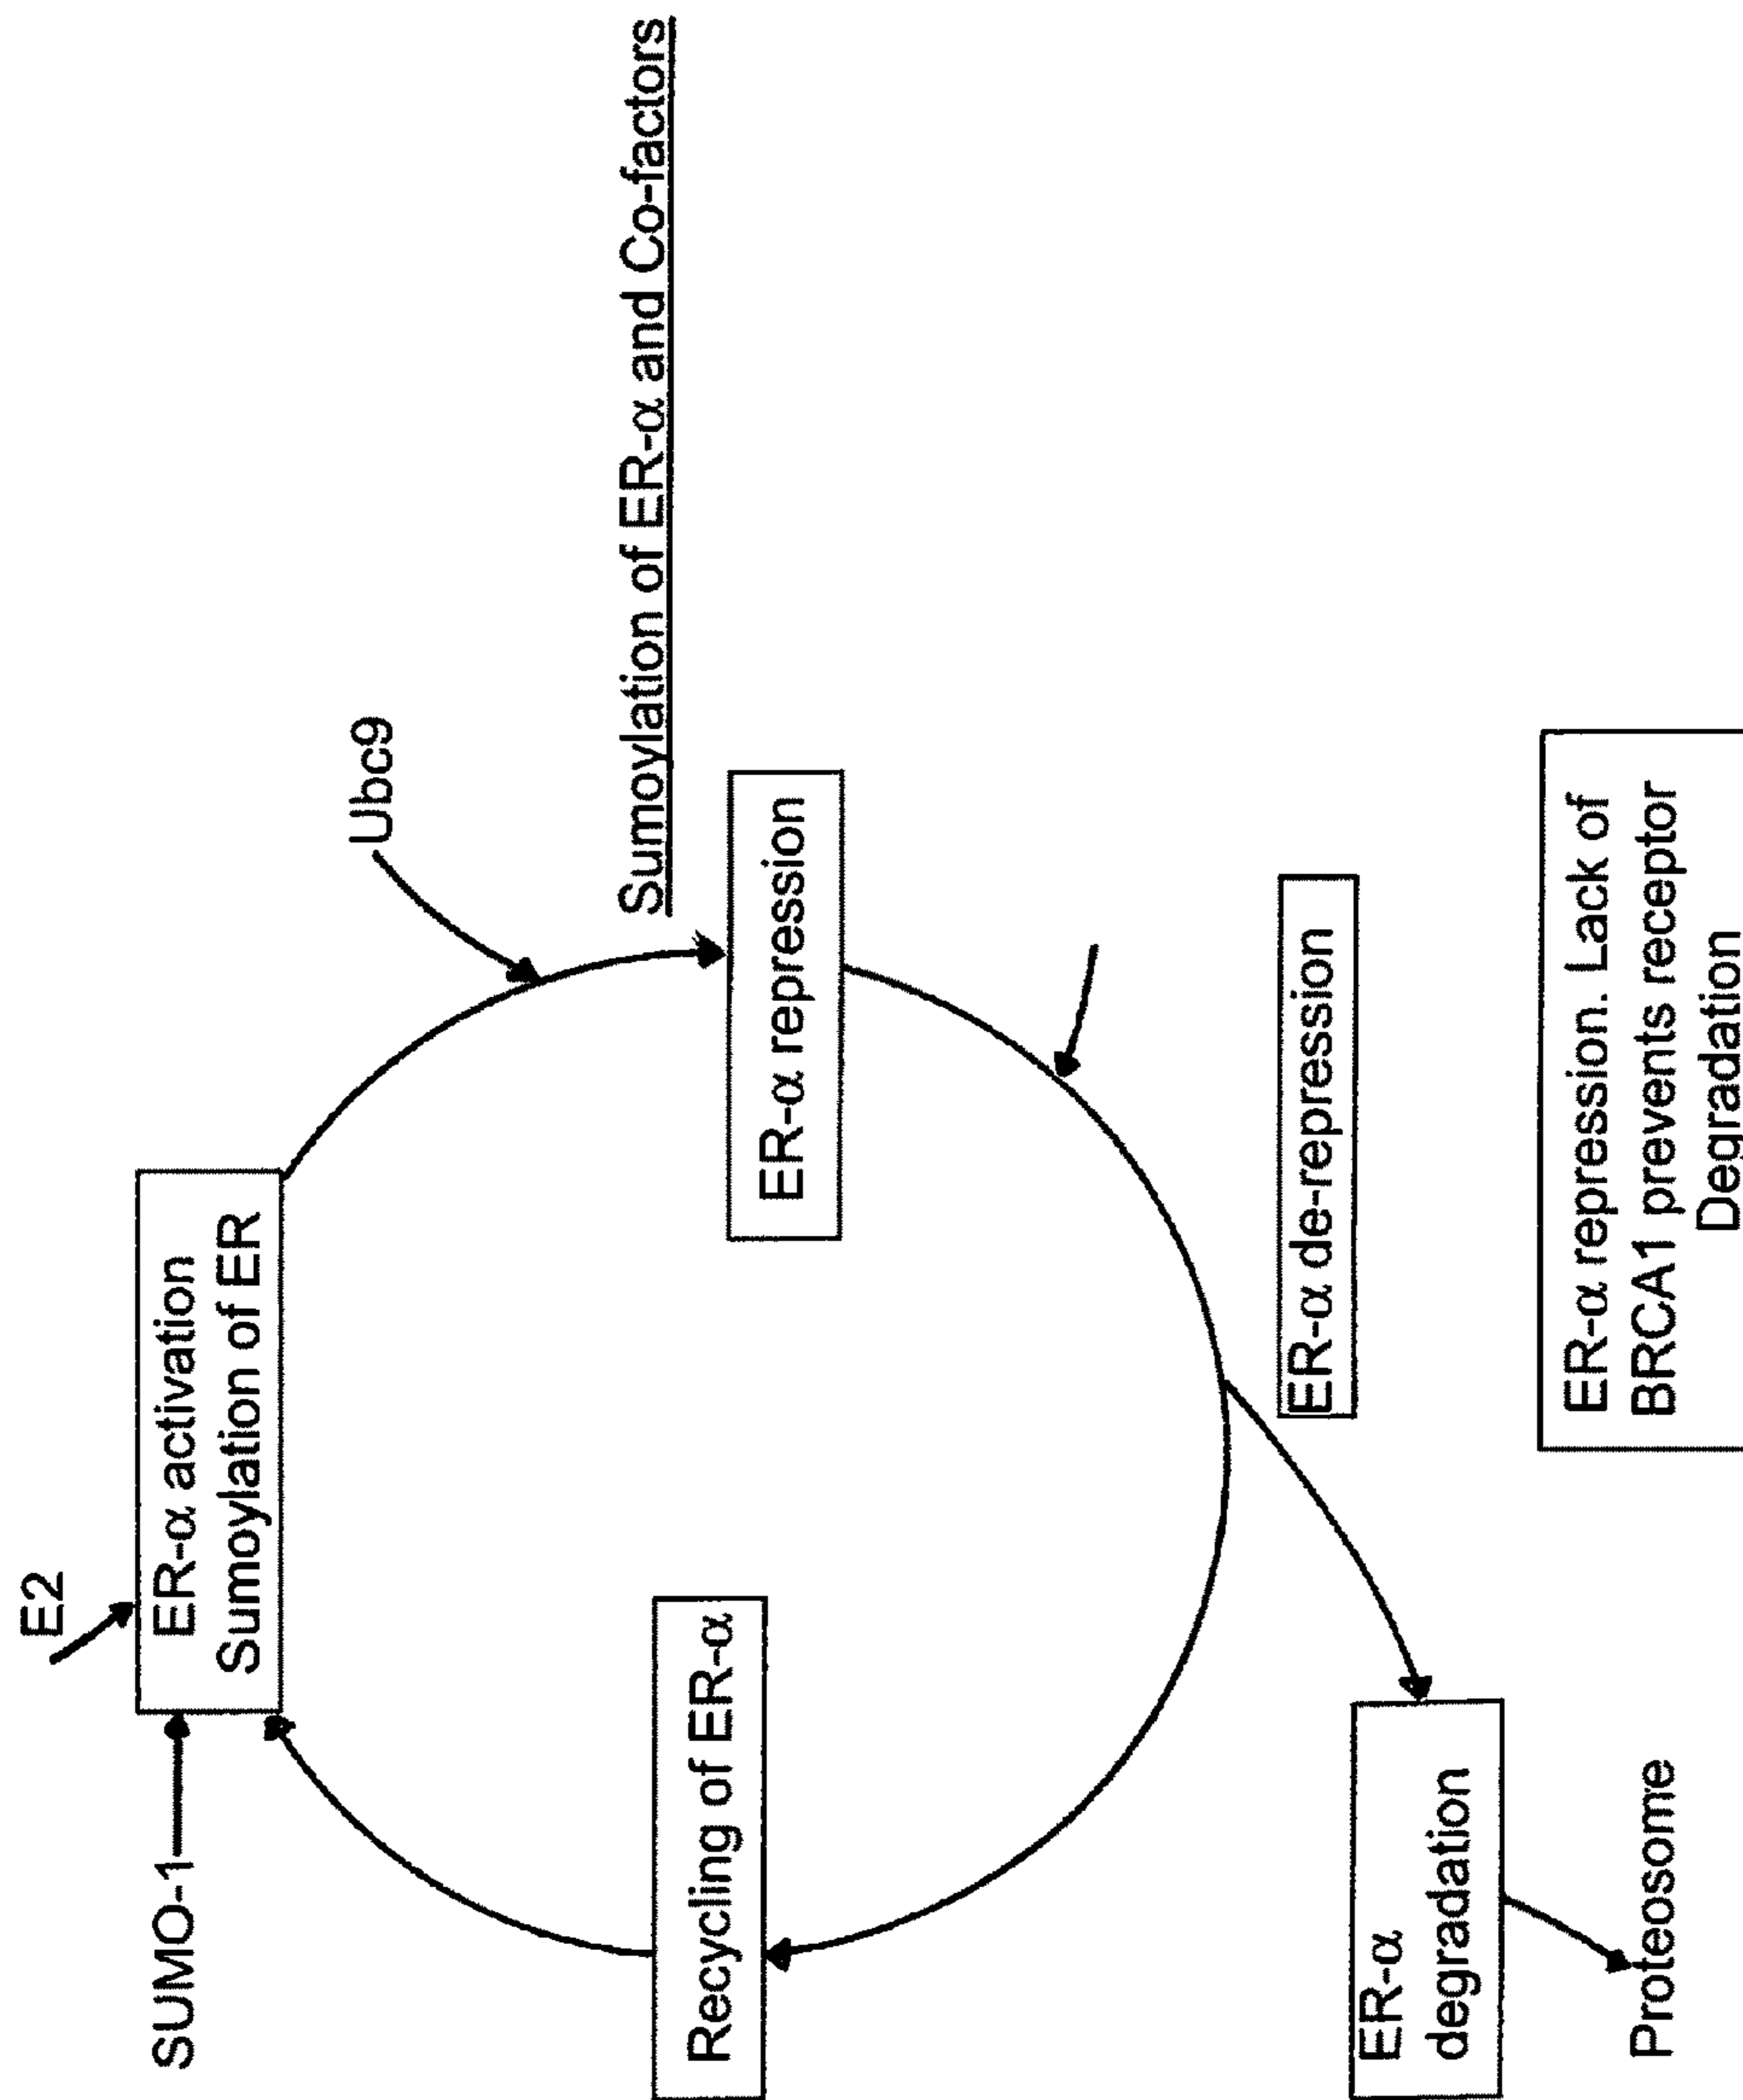 E2
SUMO-1
ER-α activation
Sumoylation of ER
Ubc9
Sumoylation of ER-α and Co-factors
Recycling of ER-α
ER-α repression
ER-α de-repression
ER-α
degradation
Proteosome
ER-α repression. Lack of
BRCA1 prevents receptor
Degradation